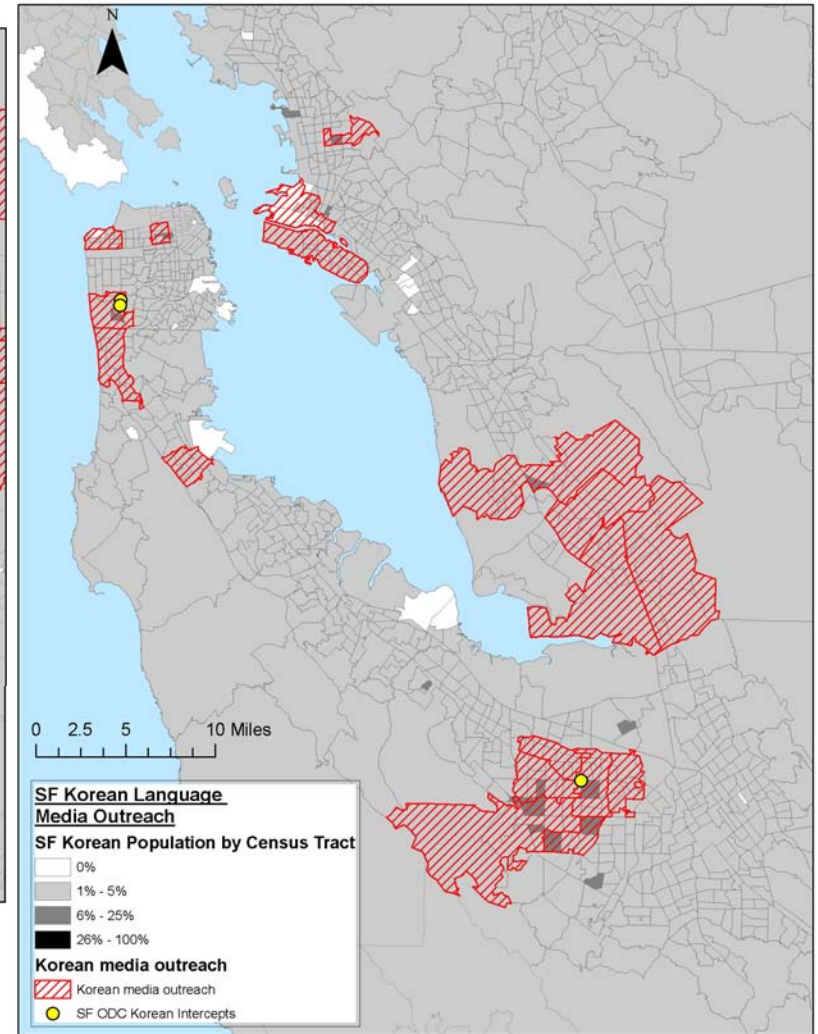 N
0 2.5 5 10 Miles
SF Korean Language
Media Outreach
SF Korean Population by Census Tract
0%
1% - 5%
6% - 25%
26% - 100%
Korean media outreach
Korean media outreach
SF ODC Korean Intercepts